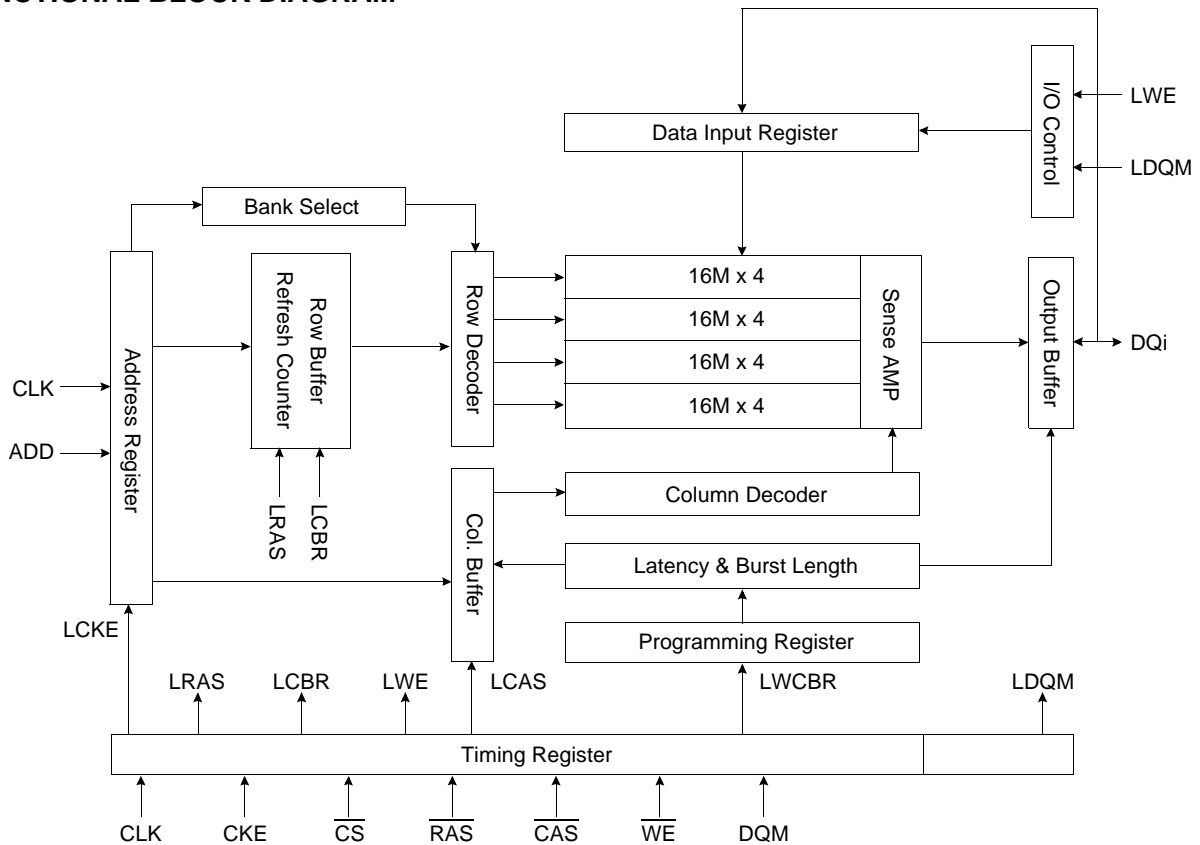 NCTIONAL BLOCK DIAGRAM
LWE
I/O Control
Data Input Register
LDQM
Bank Select
16M x 4
16M x 4
16M x 4
16M x 4
Sense AMP
Output Buffer
DQi
Row Decoder
Row Buffer
Refresh Counter
Address Register
CLK
ADD
LRAS
LCBR
Col. Buffer
Column Decoder
Latency & Burst Length
Programming Register
LCKE
LRAS
LCBR
LWE
LCAS
LWCBR
LDQM
Timing Register
CLK
CKE
CS
RAS
CAS
WE
DQM